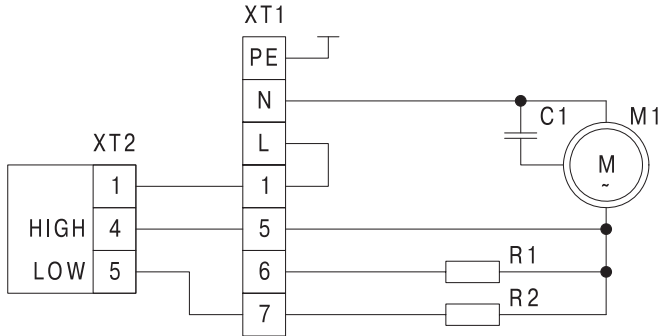 XT1
PE
N
C1 M1
XT2 L M
~
1 1
HIGH 4 5
LOW 5 6 R1
7 R2